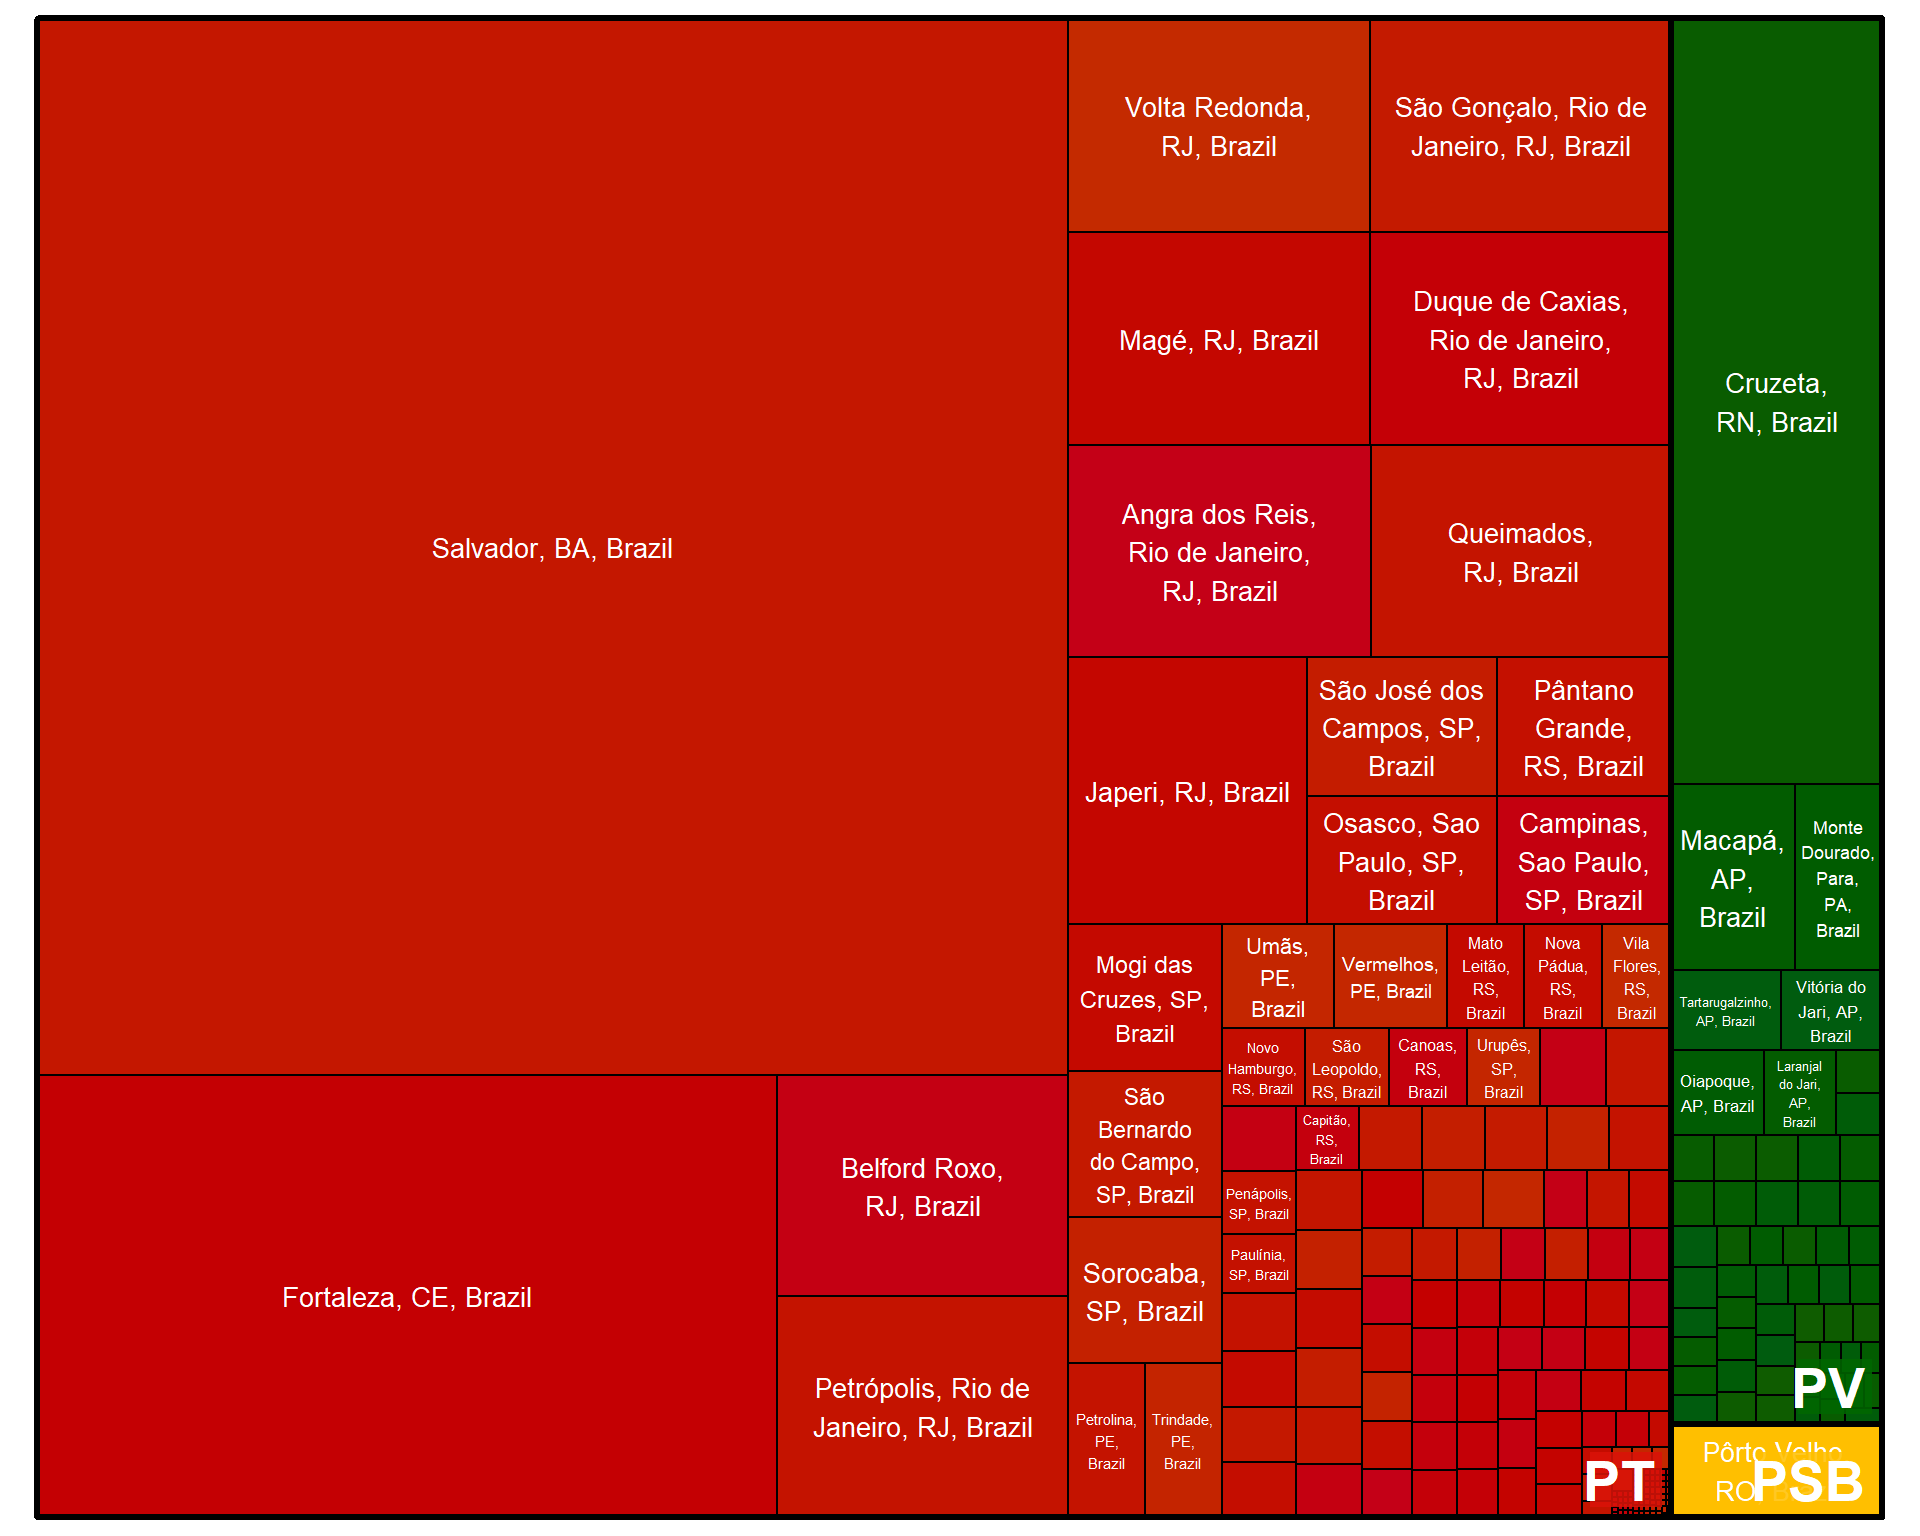 Salvador, BA, Brazil
Fortaleza, CE, Brazil
Belford Roxo,
RJ, Brazil
Petrópolis, Rio de
Janeiro, RJ, Brazil
Volta Redonda,
RJ, Brazil
São Gonçalo, Rio de
Janeiro, RJ, Brazil
Magé, RJ, Brazil
Duque de Caxias,
Rio de Janeiro,
RJ, Brazil
Angra dos Reis,
Rio de Janeiro,
RJ, Brazil
Queimados,
RJ, Brazil
Japeri, RJ, Brazil
São José dos
Campos, SP,
Brazil
Pântano
Grande,
RS, Brazil
Osasco, Sao
Paulo, SP,
Brazil
Campinas,
Sao Paulo,
SP, Brazil
Mogi das
Cruzes, SP,
Brazil
São
Bernardo
do Campo,
SP, Brazil
Sorocaba,
SP, Brazil
Petrolina,
PE,
Brazil
Trindade,
PE,
Brazil
Umãs,
PE,
Brazil
Vermelhos,
PE, Brazil
Mato
Leitão,
RS,
Brazil
Nova
Pádua,
RS,
Brazil
Vila
Flores,
RS,
Brazil
Novo
Hamburgo,
RS, Brazil
São
Leopoldo,
RS, Brazil
Canoas,
RS,
Brazil
Urupês,
SP,
Brazil
Capitão,
RS,
Brazil
Penápolis,
SP, Brazil
Paulínia,
SP, Brazil
PT
Cruzeta,
RN, Brazil
Macapá,
AP,
Brazil
Monte
Dourado,
Para,
PA,
Brazil
Tartarugalzinho,
AP, Brazil
Vitória do
Jari, AP,
Brazil
Oiapoque,
AP, Brazil
Laranjal
do Jari,
AP,
Brazil
PV
Pôrto Velho,
RO,
PSB